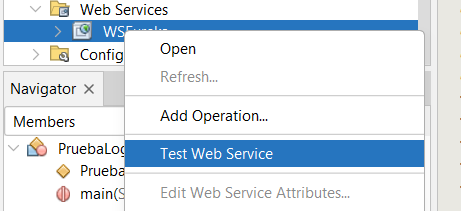 Web Services
WSEureka
Config
Open
Refresh...
Add Operation...
Test Web Service
Edit Web Service Attributes...
Navigator
Members
PruebaLog
Prueba
main(S